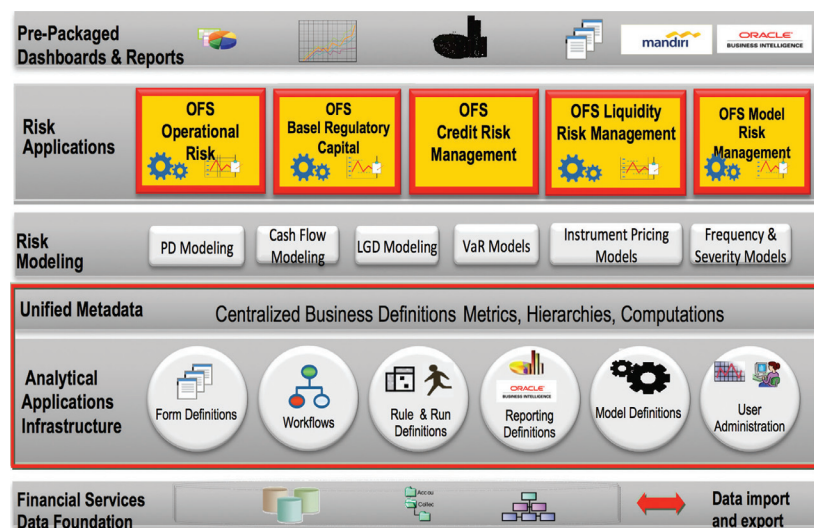 Pre-Packaged
Dashboards & Reports
mandiri
ORACLE
BUSINESS INTELLIGENCE
Risk
Applications
OFS
Operational
Risk
OFS
Basel Regulatory
Capital
OFS
Credit Risk
Management
OFS Liquidity
Risk Management
OFS Model
Risk
Management
Risk
Modeling
PD Modeling
Cash Flow
Modeling
LGD Modeling
VaR Models
Instrument Pricing
Models
Frequency &
Severity Models
Unified Metadata
Centralized Business Definitions Metrics, Hierarchies, Computations
Analytical
Applications
Infrastructure
Form Definitions
Workflows
Rule & Run
Definitions
ORACLE
BUSINESS INTELLIGENCE
Reporting
Definitions
Model Definitions
User
Administration
Financial Services
Data Foundation
Accou
Collec
Data import
and export